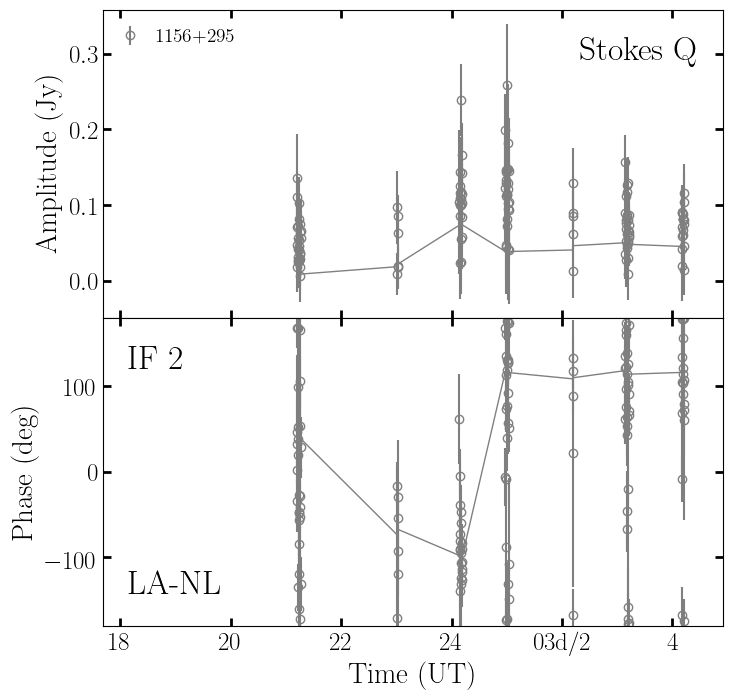 1156+295
Stokes Q
Amplitude (Jy)
0.3
0.2
0.1
0.0
IF 2
LA-NL
Phase (deg)
100
0
−100
18 20 22 24 03d/2 4
Time (UT)